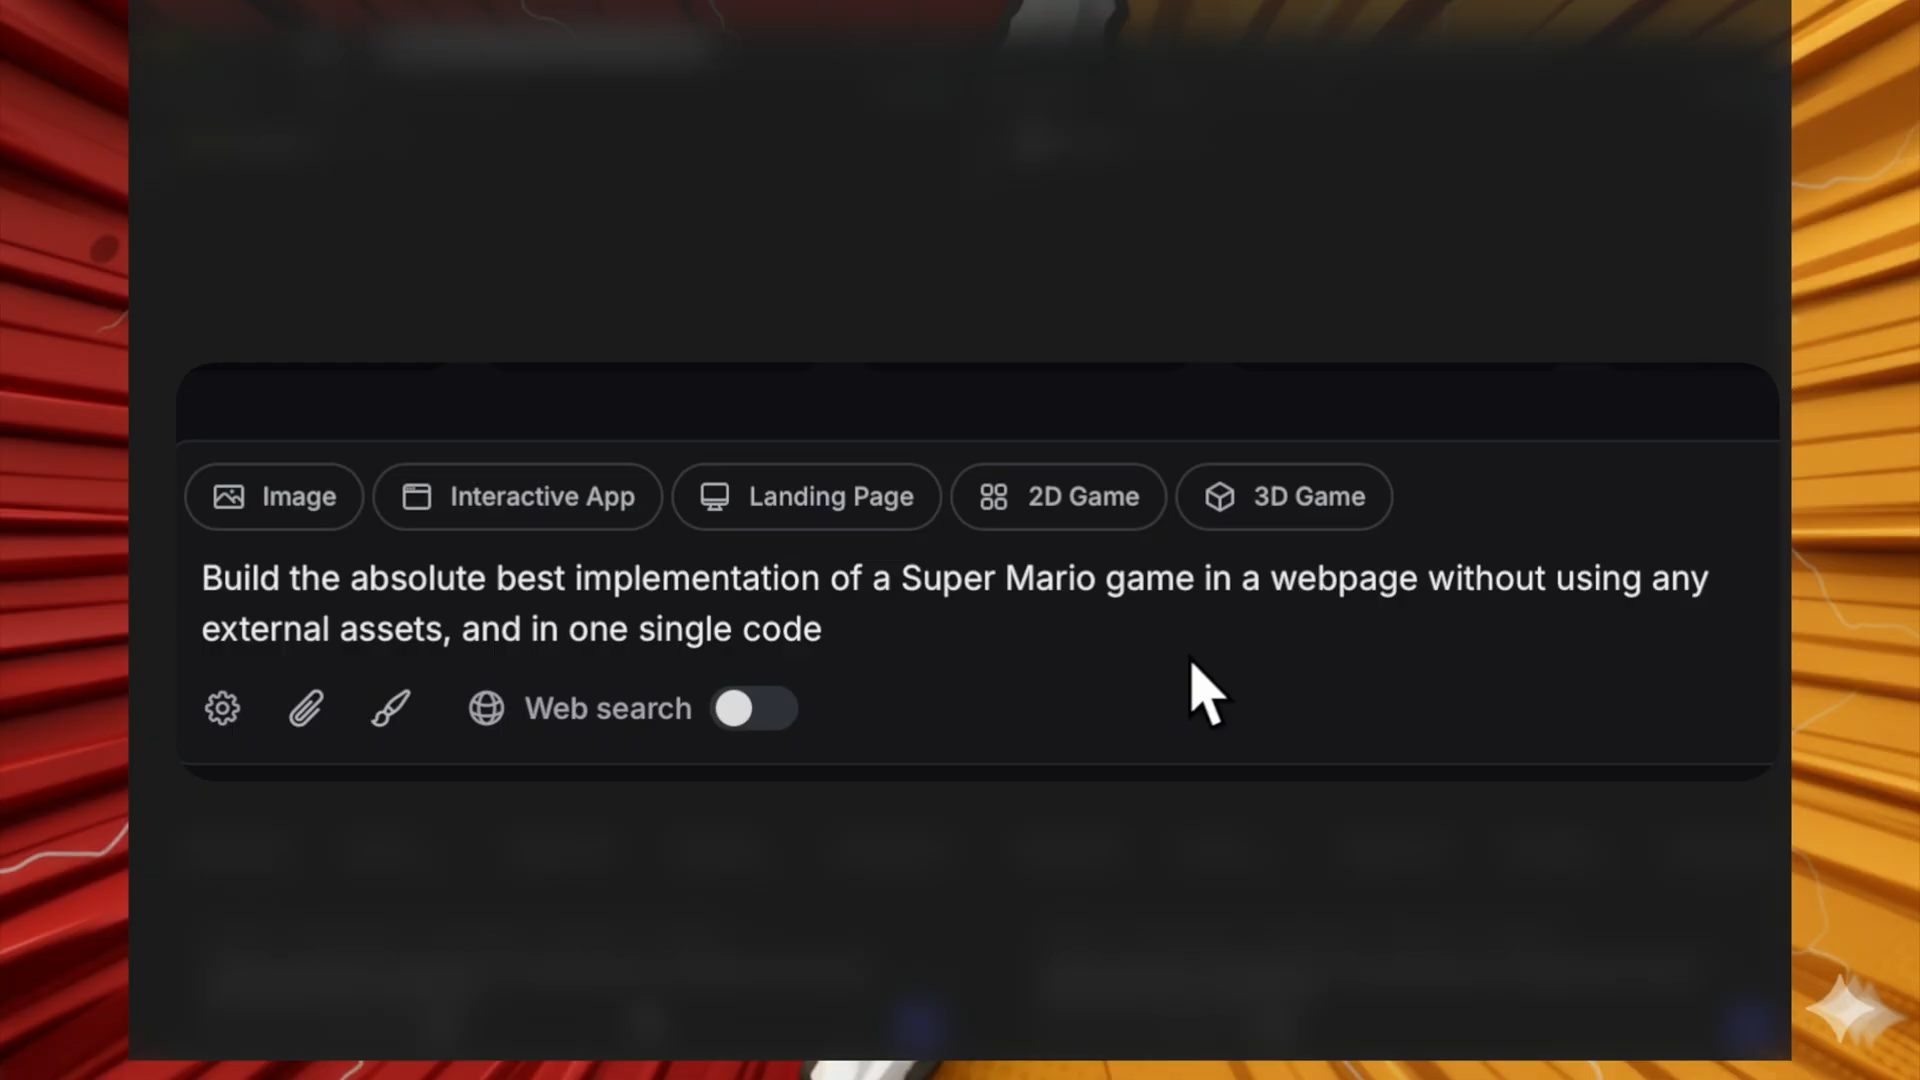 Image
Interactive App
Landing Page
2D Game
3D Game
Build the absolute best implementation of a Super Mario game in a webpage without using any
external assets, and in one single code
Web search